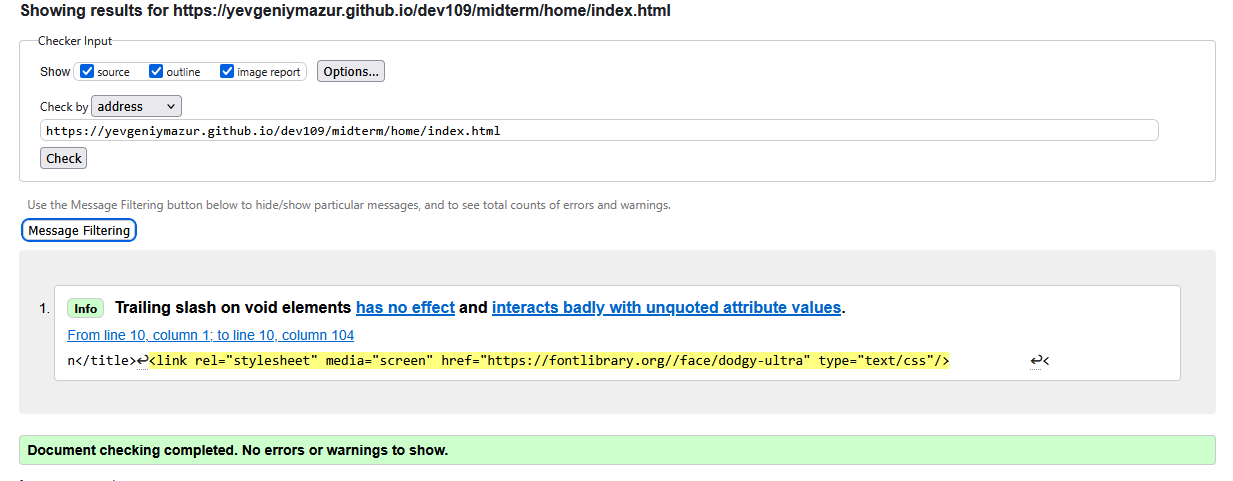 Showing results for https://yevgeniymazur.github.io/dev109/midterm/home/index.html
Checker Input
Show source outline image report Options...
Check by address
https://yevgeniymazur.github.io/dev109/midterm/home/index.html
Check
Use the Message Filtering button below to hide/show particular messages, and to see total counts of errors and warnings.
Message Filtering
1. Info Trailing slash on void elements has no effect and interacts badly with unquoted attribute values.
From line 10, column 1; to line 10, column 104
n</title>↩<link rel="stylesheet" media="screen" href="https://fontlibrary.org//face/dodgy-ultra" type="text/css"/> ↩<
Document checking completed. No errors or warnings to show.